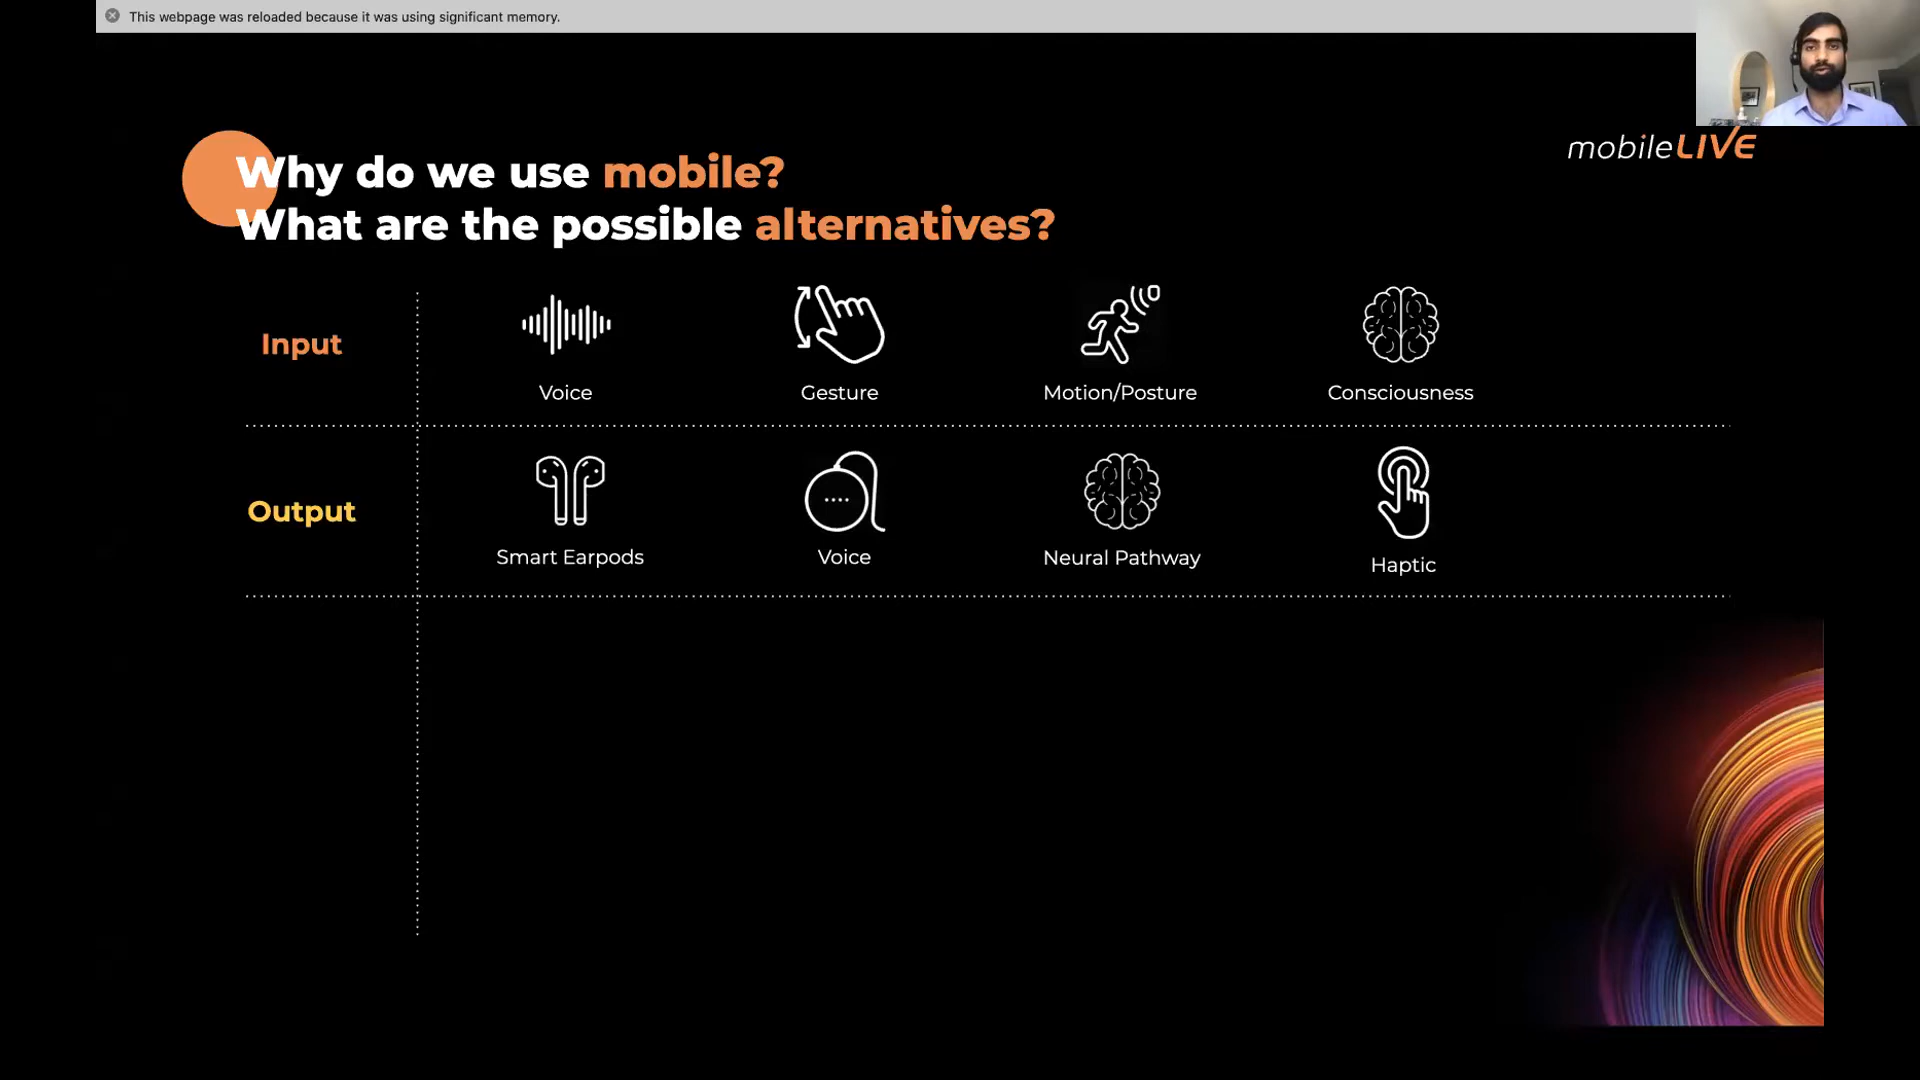 This webpage was reloaded because it was using significant memory.
mobileLIVE
Why do we use mobile?
What are the possible alternatives?
Input
Voice
Gesture
Motion/Posture
Consciousness
Output
Smart Earpods
Voice
Neural Pathway
Haptic